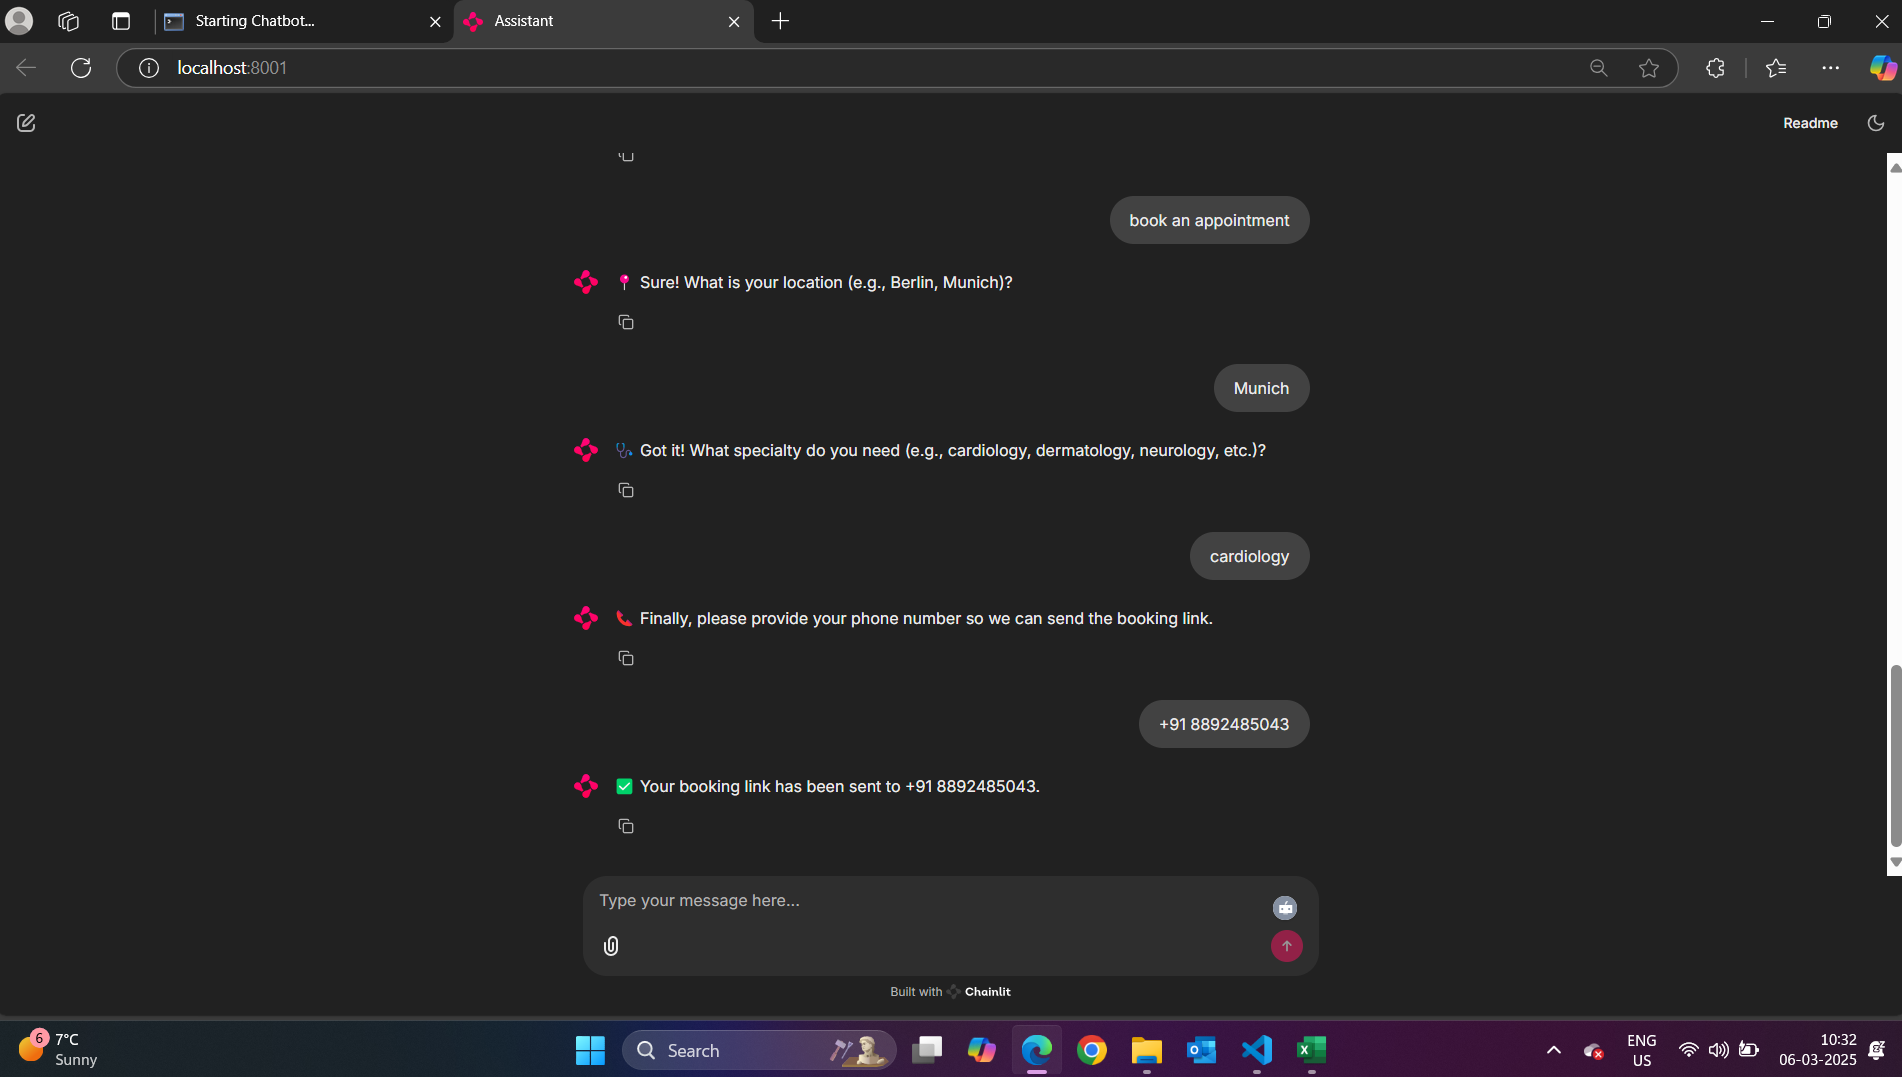 Starting Chatbot...
Assistant
localhost:8001
Readme
book an appointment
Sure! What is your location (e.g., Berlin, Munich)?
Munich
Got it! What specialty do you need (e.g., cardiology, dermatology, neurology, etc.)?
cardiology
Finally, please provide your phone number so we can send the booking link.
+91 8892485043
Your booking link has been sent to +91 8892485043.
Type your message here...
Built with Chainlit
6
7°C
Sunny
Search
ENG
US
10:32
06-03-2025